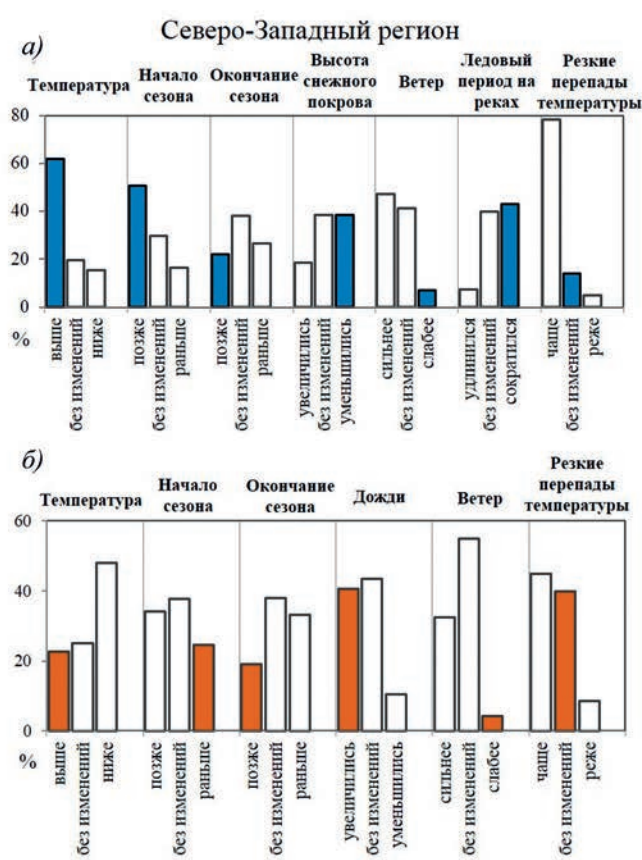 Северо-Западный регион
а)
Температура
Начало
сезона
Окончание
сезона
Высота
снежного
покрова
Ветер
Ледовый
период на
реках
Резкие
перепады
температуры
80
60
40
20
0
%
выше
без изменений
ниже
позже
без изменений
раньше
позже
без изменений
раньше
увеличились
без изменений
уменьшились
сильнее
без изменений
слабее
удлинился
без изменений
сократился
чаще
без изменений
реже
б)
Температура
Начало
сезона
Окончание
сезона
Дожди
Ветер
Резкие
перепады
температуры
60
40
20
0
%
выше
без изменений
ниже
позже
без изменений
раньше
позже
без изменений
раньше
увеличились
без изменений
уменьшились
сильнее
без изменений
слабее
чаще
без изменений
реже